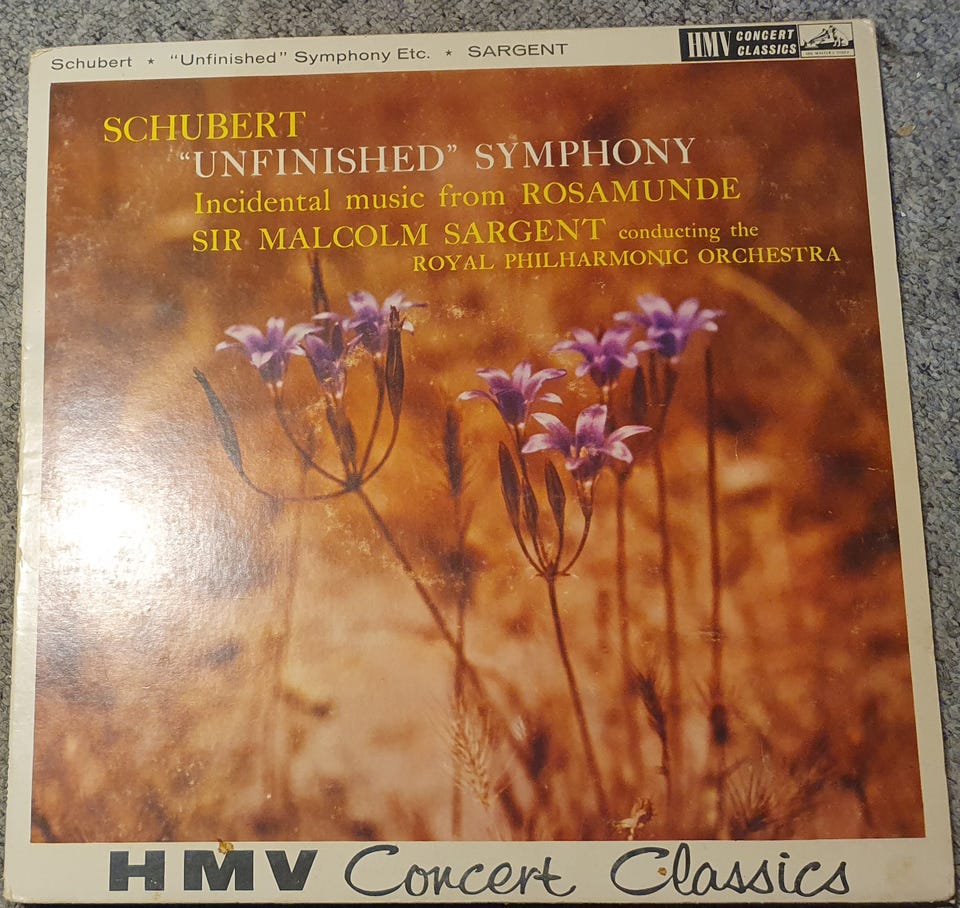 Schubert ★ "Unfinished" Symphony Etc. ★ SARGENT
HMV CONCERT CLASSICS
SCHUBERT
"UNFINISHED" SYMPHONY
Incidental music from ROSAMUNDE
SIR MALCOLM SARGENT conducting the
ROYAL PHILHARMONIC ORCHESTRA
HMV Concert Classics